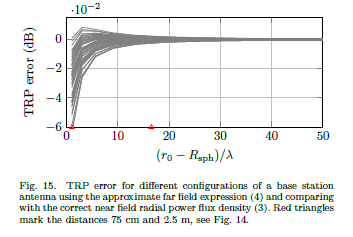 ·10⁻²
0
−2
−4
−6
TRP error (dB)
0 10 20 30 40 50
(r₀ − Rsph)/λ
Fig. 15. TRP error for different configurations of a base station
antenna using the approximate far field expression (4) and comparing
with the correct near field radial power flux density (3). Red triangles
mark the distances 75 cm and 2.5 m, see Fig. 14.